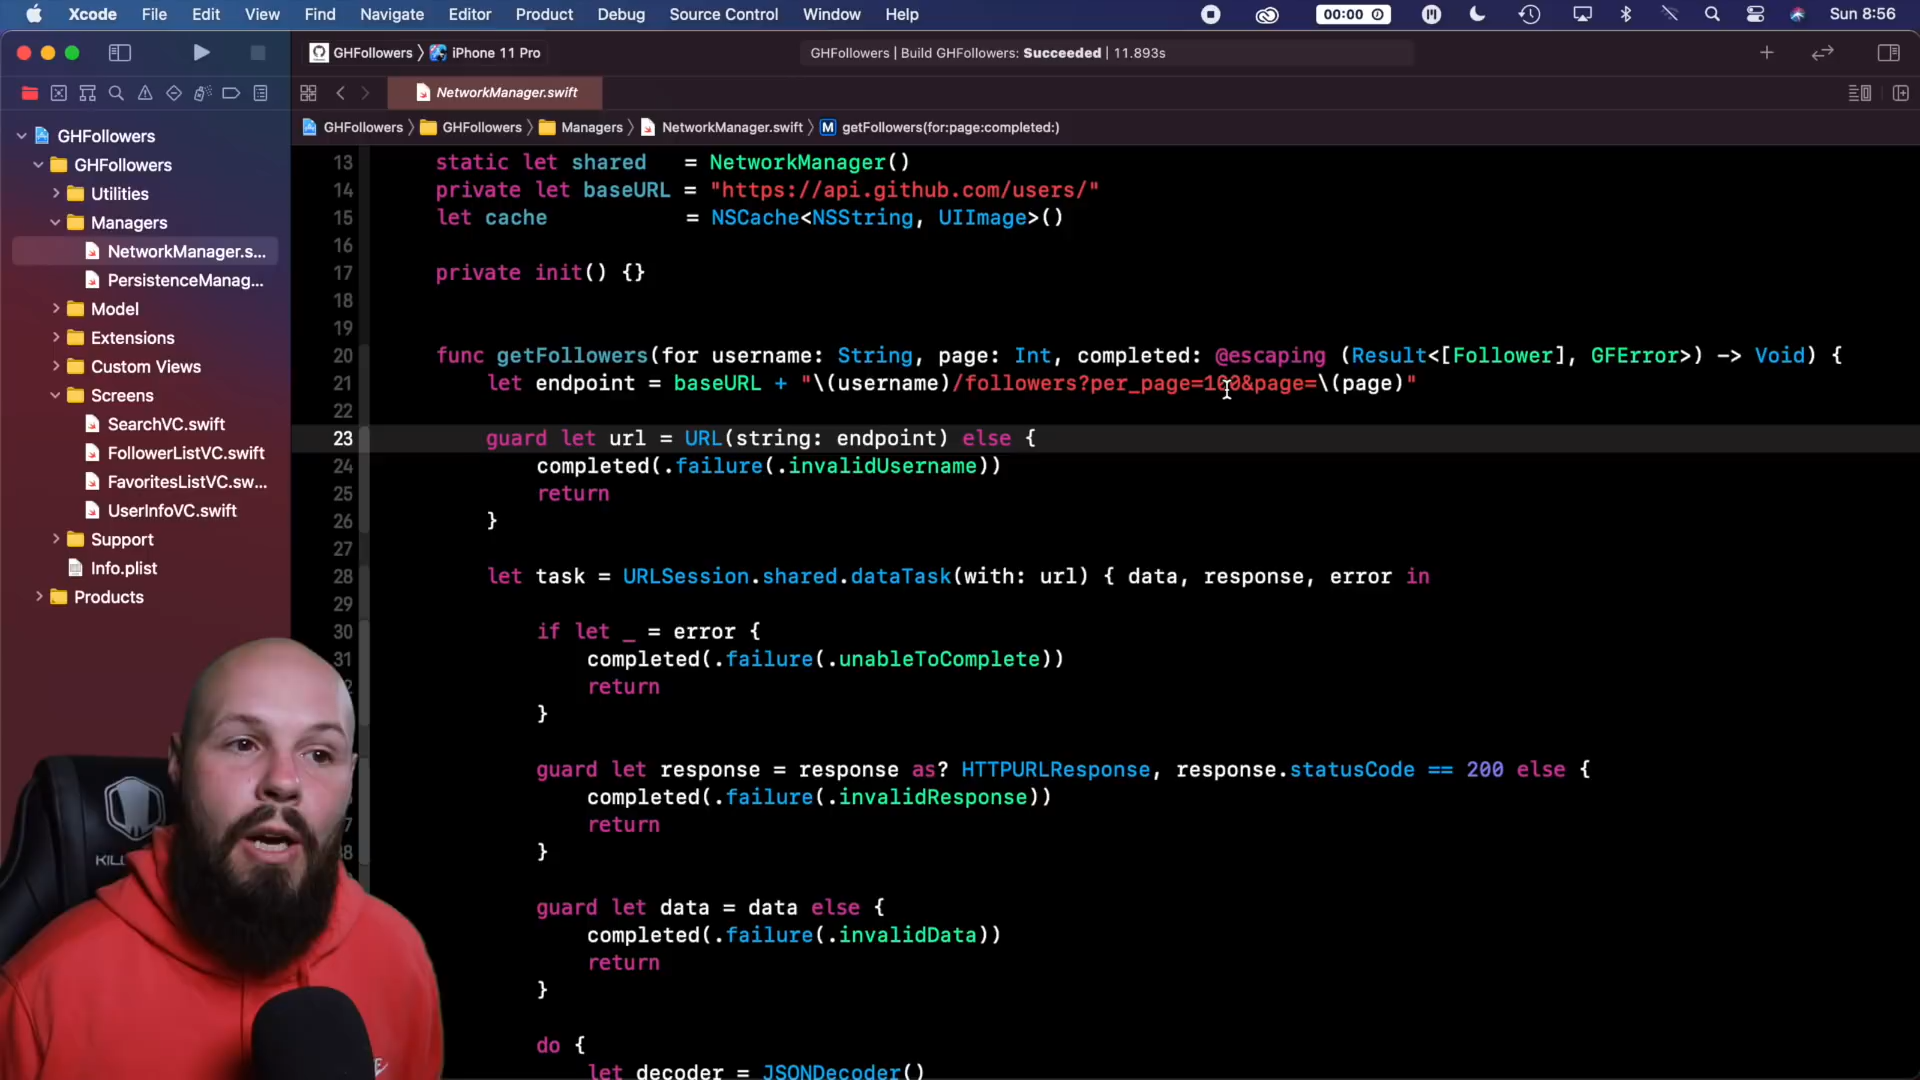 Xcode File Edit View Find Navigate Editor Product Debug Source Control Window Help 00:00 Sun 8:56
GHFollowers iPhone 11 Pro GHFollowers | Build GHFollowers: Succeeded | 11.893s
NetworkManager.swift
GHFollowers GHFollowers Managers NetworkManager.swift M getFollowers(for:page:completed:)
GHFollowers
GHFollowers
Utilities
Managers
NetworkManager.s...
PersistenceManag...
Model
Extensions
Custom Views
Screens
SearchVC.swift
FollowerListVC.swift
FavoritesListVC.sw...
UserInfoVC.swift
Support
Info.plist
Products
13 static let shared = NetworkManager()
14 private let baseURL = "https://api.github.com/users/"
15 let cache = NSCache<NSString, UIImage>()
16
17 private init() {}
18
19
20 func getFollowers(for username: String, page: Int, completed: @escaping (Result<[Follower], GFError>) -> Void) {
21 let endpoint = baseURL + "\(username)/followers?per_page=100&page=\(page)"
22
23 guard let url = URL(string: endpoint) else {
24 completed(.failure(.invalidUsername))
25 return
26 }
27
28 let task = URLSession.shared.dataTask(with: url) { data, response, error in
29
30 if let _ = error {
31 completed(.failure(.unableToComplete))
2 return
}
guard let response = response as? HTTPURLResponse, response.statusCode == 200 else {
completed(.failure(.invalidResponse))
7 return
38 }
guard let data = data else {
completed(.failure(.invalidData))
return
}
do {
let decoder = JSONDecoder()